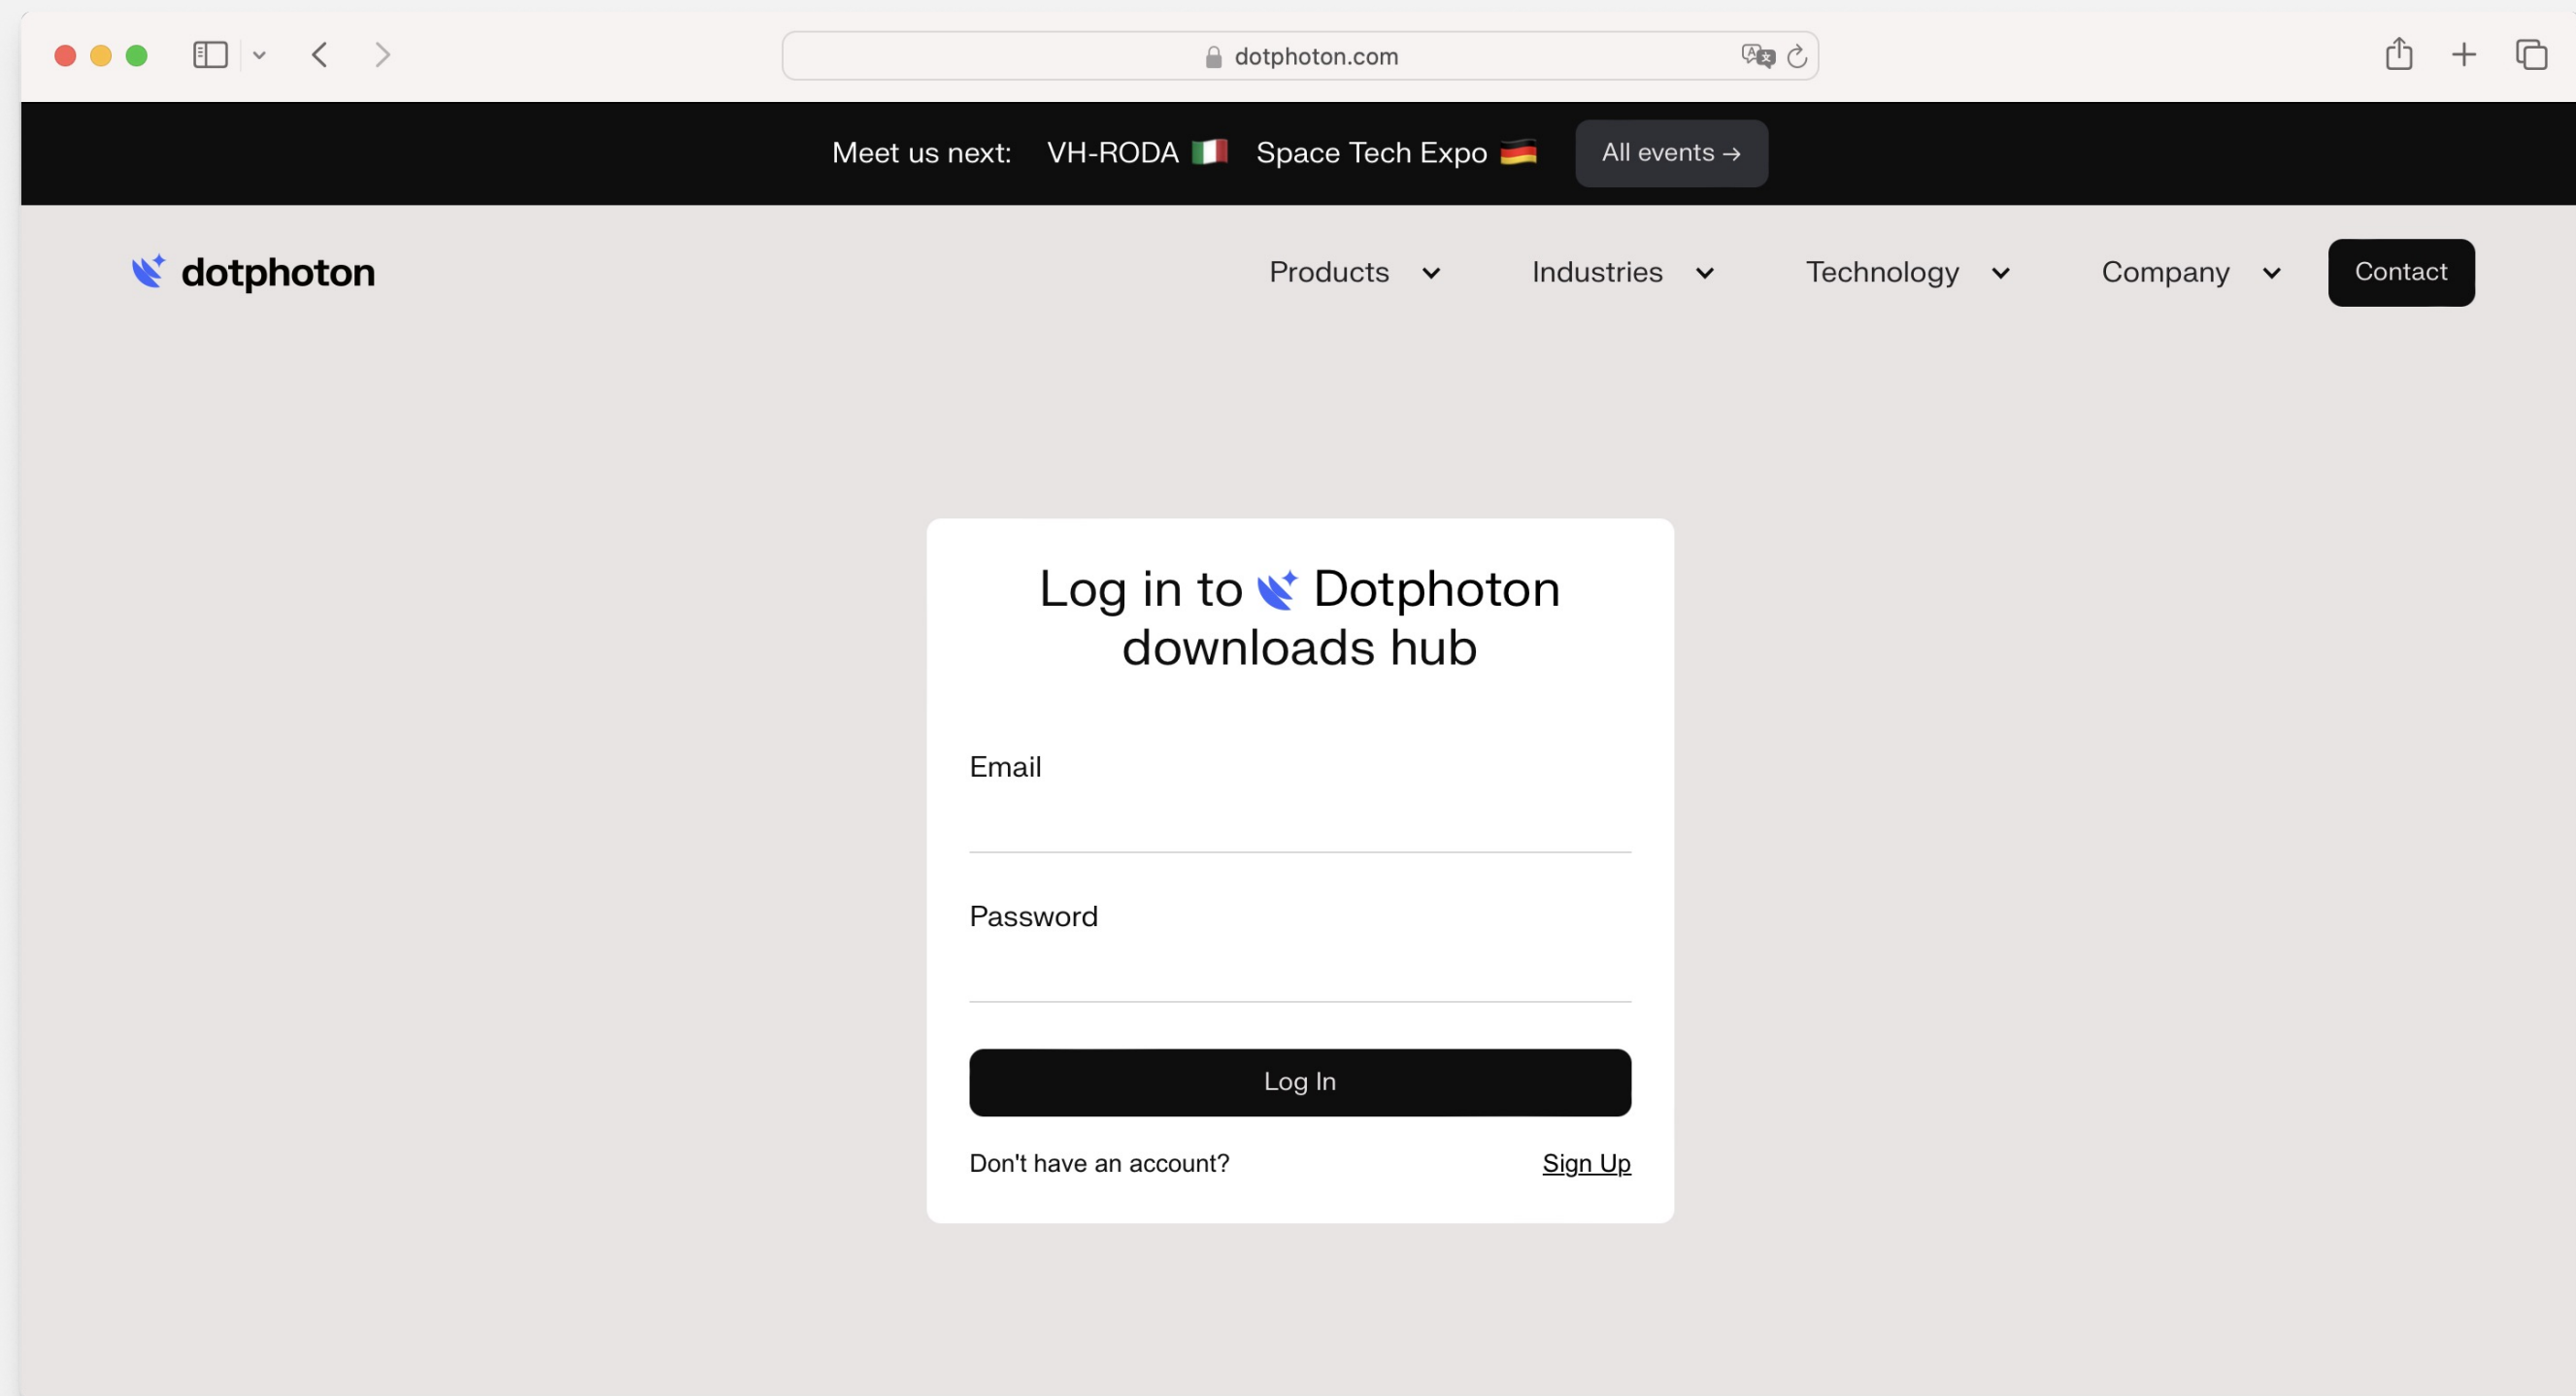 dotphoton.com
Meet us next: VH-RODA 🇮🇹 Space Tech Expo 🇩🇪 All events →
dotphoton Products Industries Technology Company Contact
Log in to Dotphoton
downloads hub
Email
Password
Log In
Don't have an account? Sign Up